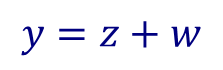 y = z + w